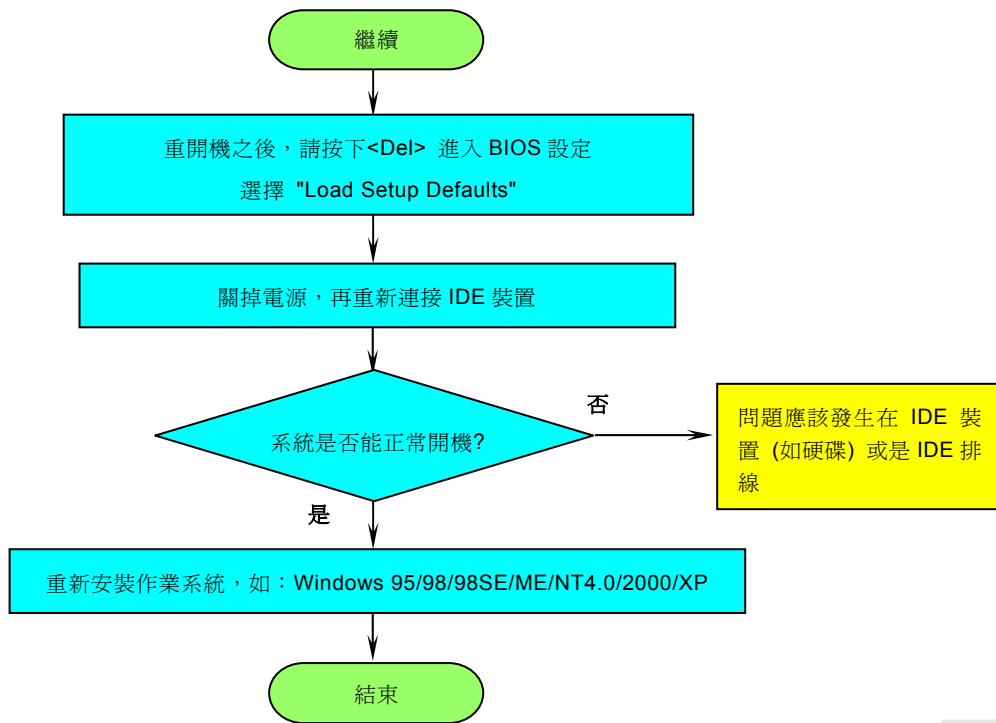 繼續
重開機之後，請按下<Del> 進入 BIOS 設定
選擇 "Load Setup Defaults"
關掉電源，再重新連接 IDE 裝置
系統是否能正常開機?
否
問題應該發生在 IDE 裝
置 (如硬碟) 或是 IDE 排
線
是
重新安裝作業系統，如：Windows 95/98/98SE/ME/NT4.0/2000/XP
結束